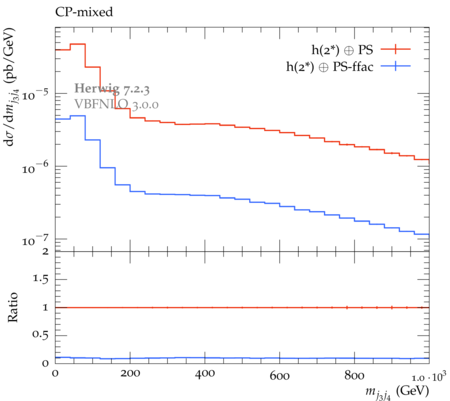 CP-mixed
h(2*) ⊕ PS
h(2*) ⊕ PS-ffac
Herwig 7.2.3
VBFNLO 3.0.0
dσ/dm_{j3j4} (pb/GeV)
10^{-5}
10^{-6}
10^{-7}
2
1.5
1
0.5
0
Ratio
0 200 400 600 800 1.0 · 10^3
m_{j3j4} (GeV)